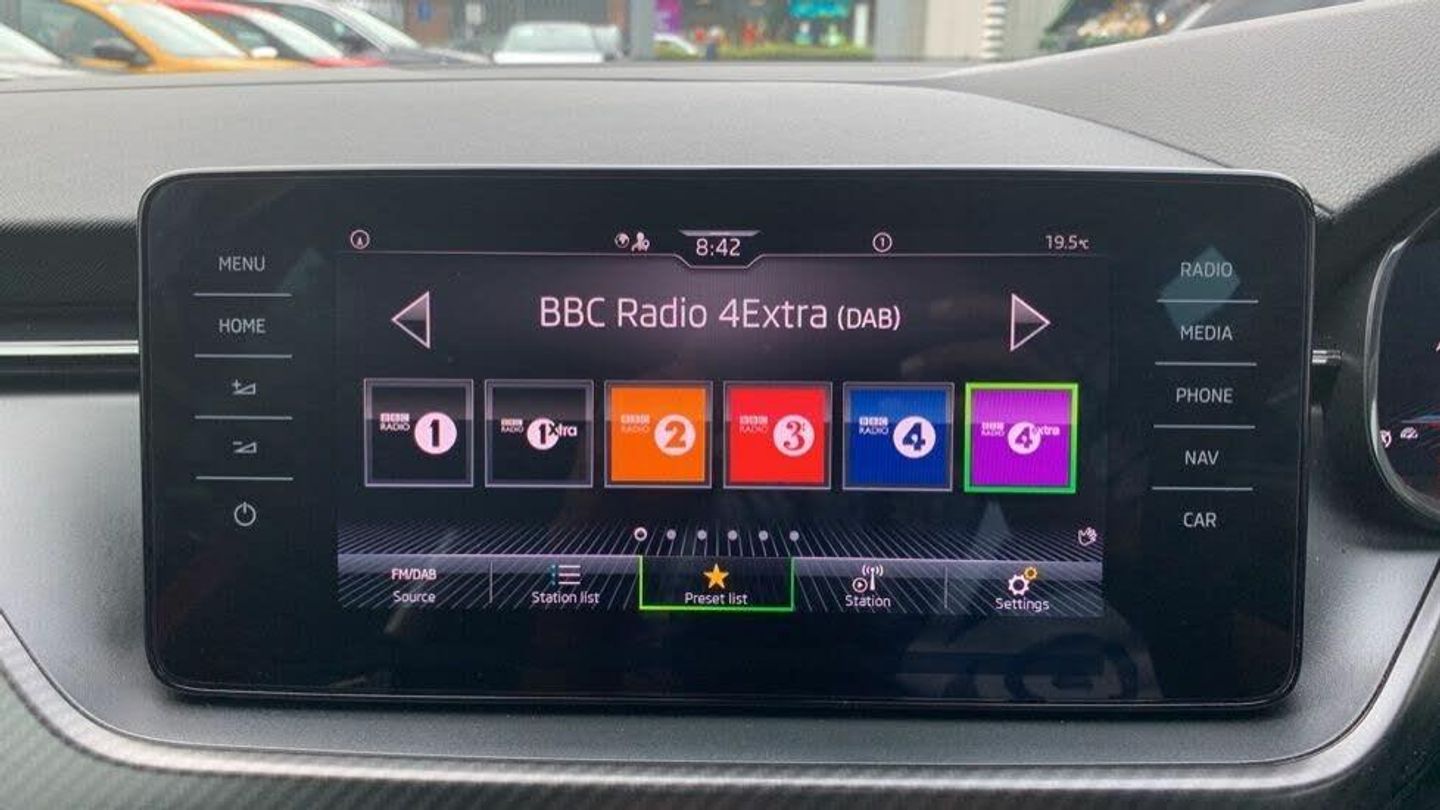 8:42
19.5°C
MENU
HOME
RADIO
MEDIA
PHONE
NAV
CAR
BBC Radio 4Extra (DAB)
BBC RADIO 1
BBC RADIO 1Xtra
BBC RADIO 2
BBC RADIO 3
BBC RADIO 4
BBC RADIO 4 extra
FM/DAB
Source
Station list
Preset list
Station
Settings